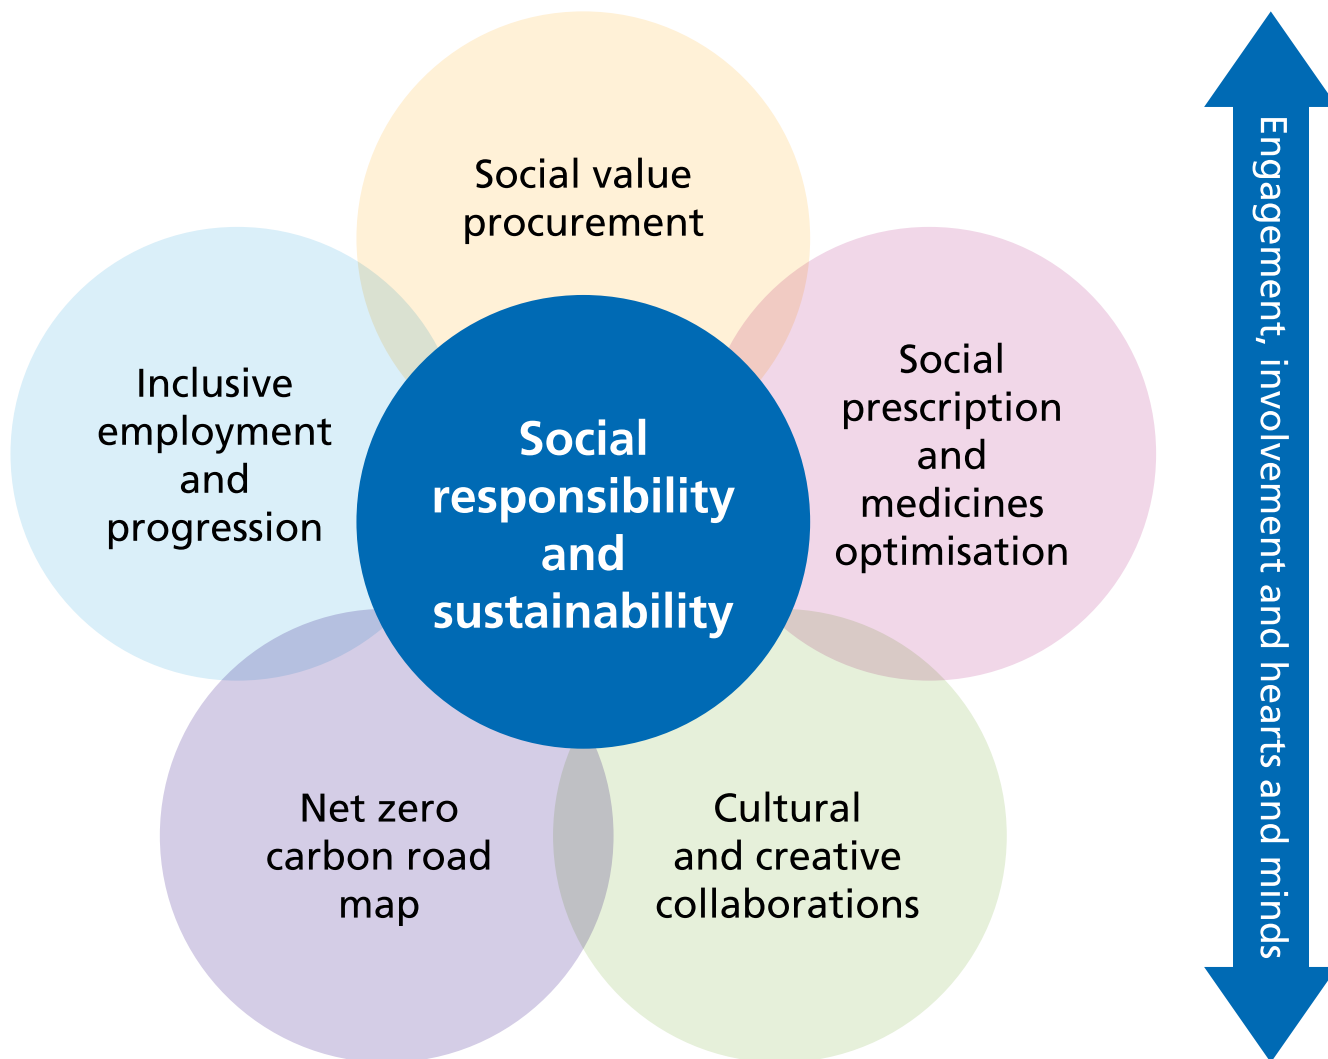 Social value
procurement
Inclusive
employment
and
progression
Social
responsibility
and
sustainability
Social
prescription
and
medicines
optimisation
Net zero
carbon road
map
Cultural
and creative
collaborations
Engagement, involvement and hearts and minds